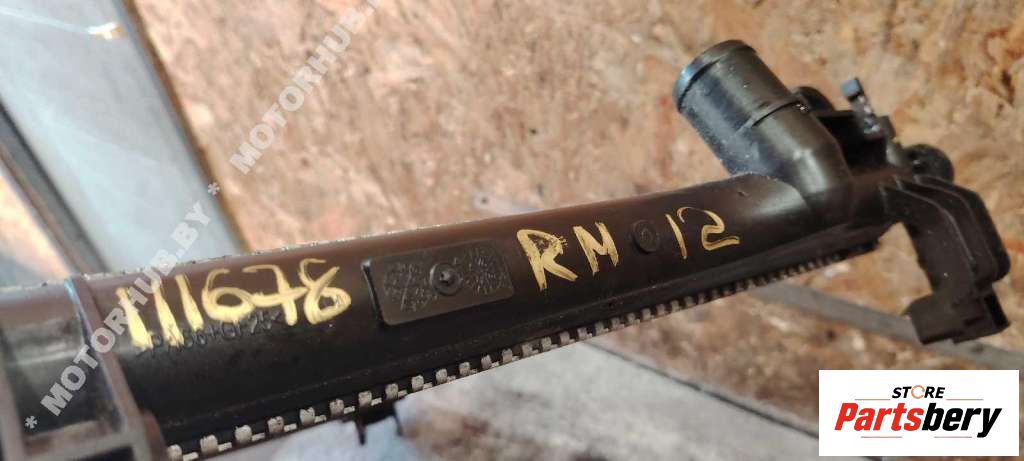 * MOTORHUB.BY * MOTORHUB.BY *
111678
RM 12
STORE
Partsbery